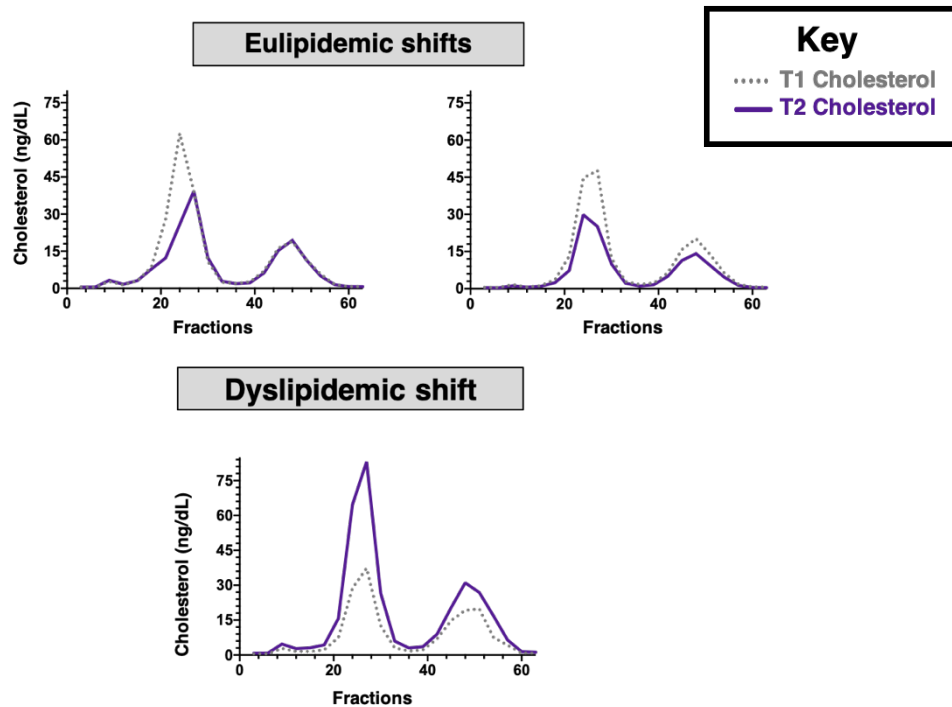 Eulipidemic shifts
Key
T1 Cholesterol
T2 Cholesterol
Cholesterol (ng/dL)
75
60
45
30
15
0
0 20 40 60
Fractions
75
60
45
30
15
0
0 20 40 60
Fractions
Dyslipidemic shift
Cholesterol (ng/dL)
75
60
45
30
15
0
0 20 40 60
Fractions